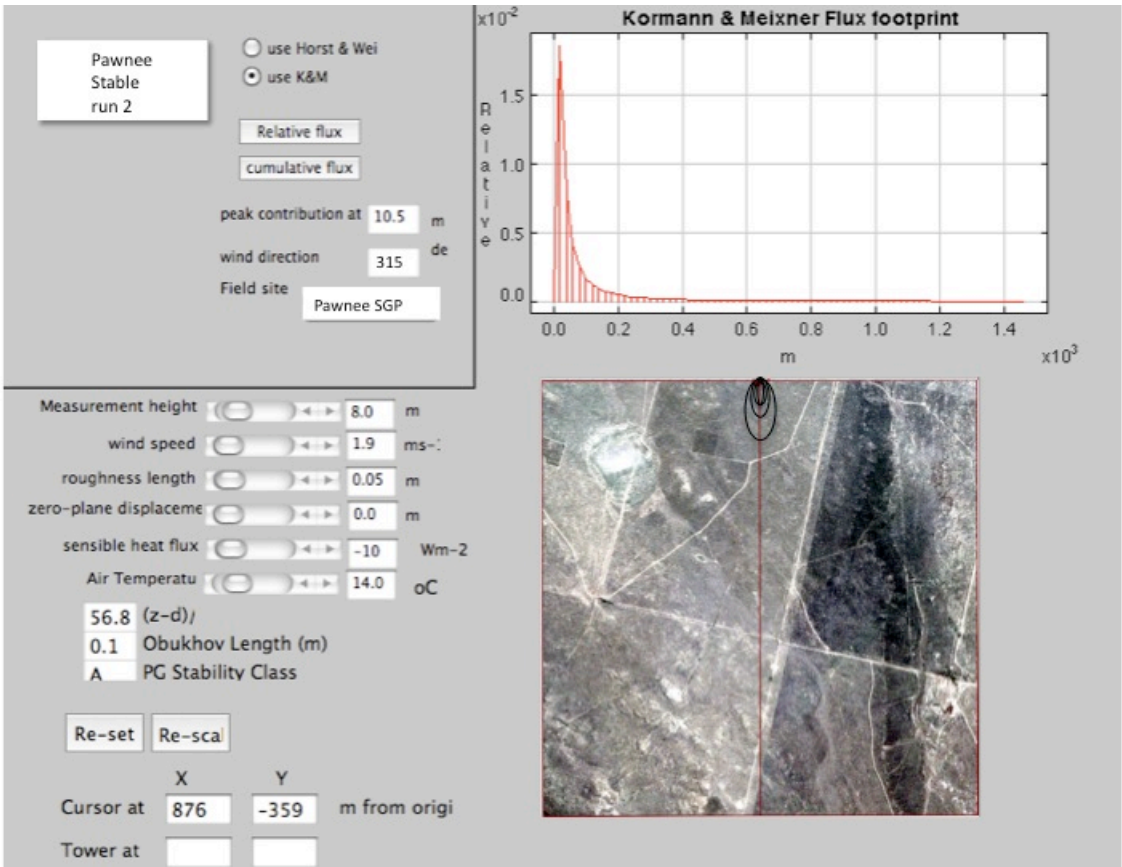 Pawnee
Stable
run 2
use Horst & Wei
use K&M
Relative flux
cumulative flux
peak contribution at 10.5 m
wind direction 315 de
Field site Pawnee SGP
x10-2 Kormann & Meixner Flux footprint
Relative
1.5
1.0
0.5
0.0
0.0 0.2 0.4 0.6 0.8 1.0 1.2 1.4
m x10³
Measurement height 8.0 m
wind speed 1.9 ms-:
roughness length 0.05 m
zero-plane displaceme 0.0 m
sensible heat flux -10 Wm-2
Air Temperatu 14.0 oC
56.8 (z-d)/
0.1 Obukhov Length (m)
A PG Stability Class
Re-set Re-scal
X Y
Cursor at 876 -359 m from origi
Tower at